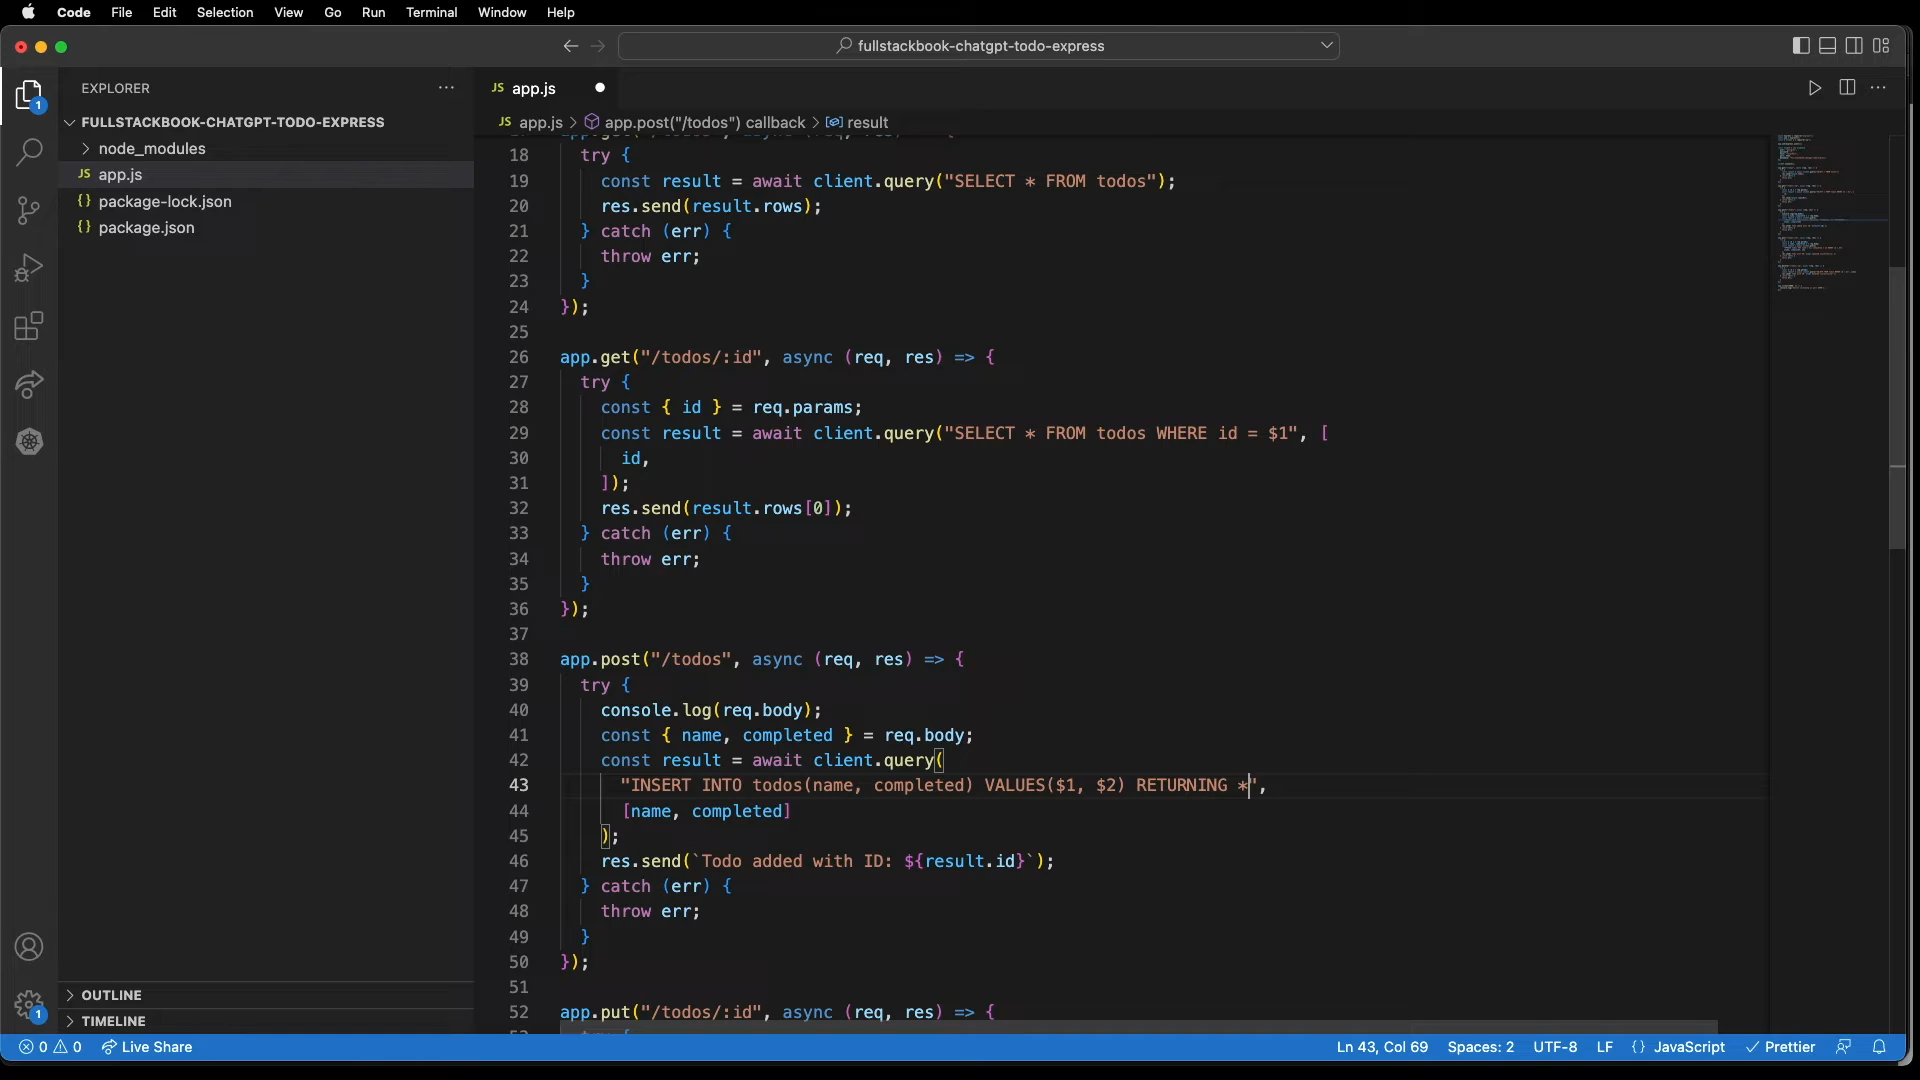 Code File Edit Selection View Go Run Terminal Window Help
fullstackbook-chatgpt-todo-express
EXPLORER
FULLSTACKBOOK-CHATGPT-TODO-EXPRESS
node_modules
JS app.js
{} package-lock.json
{} package.json
OUTLINE
TIMELINE
1
1
JS app.js
JS app.js > app.post("/todos") callback > result
18 try {
19 const result = await client.query("SELECT * FROM todos");
20 res.send(result.rows);
21 } catch (err) {
22 throw err;
23 }
24 });
25
26 app.get("/todos/:id", async (req, res) => {
27 try {
28 const { id } = req.params;
29 const result = await client.query("SELECT * FROM todos WHERE id = $1", [
30 id,
31 ]);
32 res.send(result.rows[0]);
33 } catch (err) {
34 throw err;
35 }
36 });
37
38 app.post("/todos", async (req, res) => {
39 try {
40 console.log(req.body);
41 const { name, completed } = req.body;
42 const result = await client.query(
43 "INSERT INTO todos(name, completed) VALUES($1, $2) RETURNING *",
44 [name, completed]
45 );
46 res.send(`Todo added with ID: ${result.id}`);
47 } catch (err) {
48 throw err;
49 }
50 });
51
52 app.put("/todos/:id", async (req, res) => {
0 0 Live Share Ln 43, Col 69 Spaces: 2 UTF-8 LF {} JavaScript Prettier